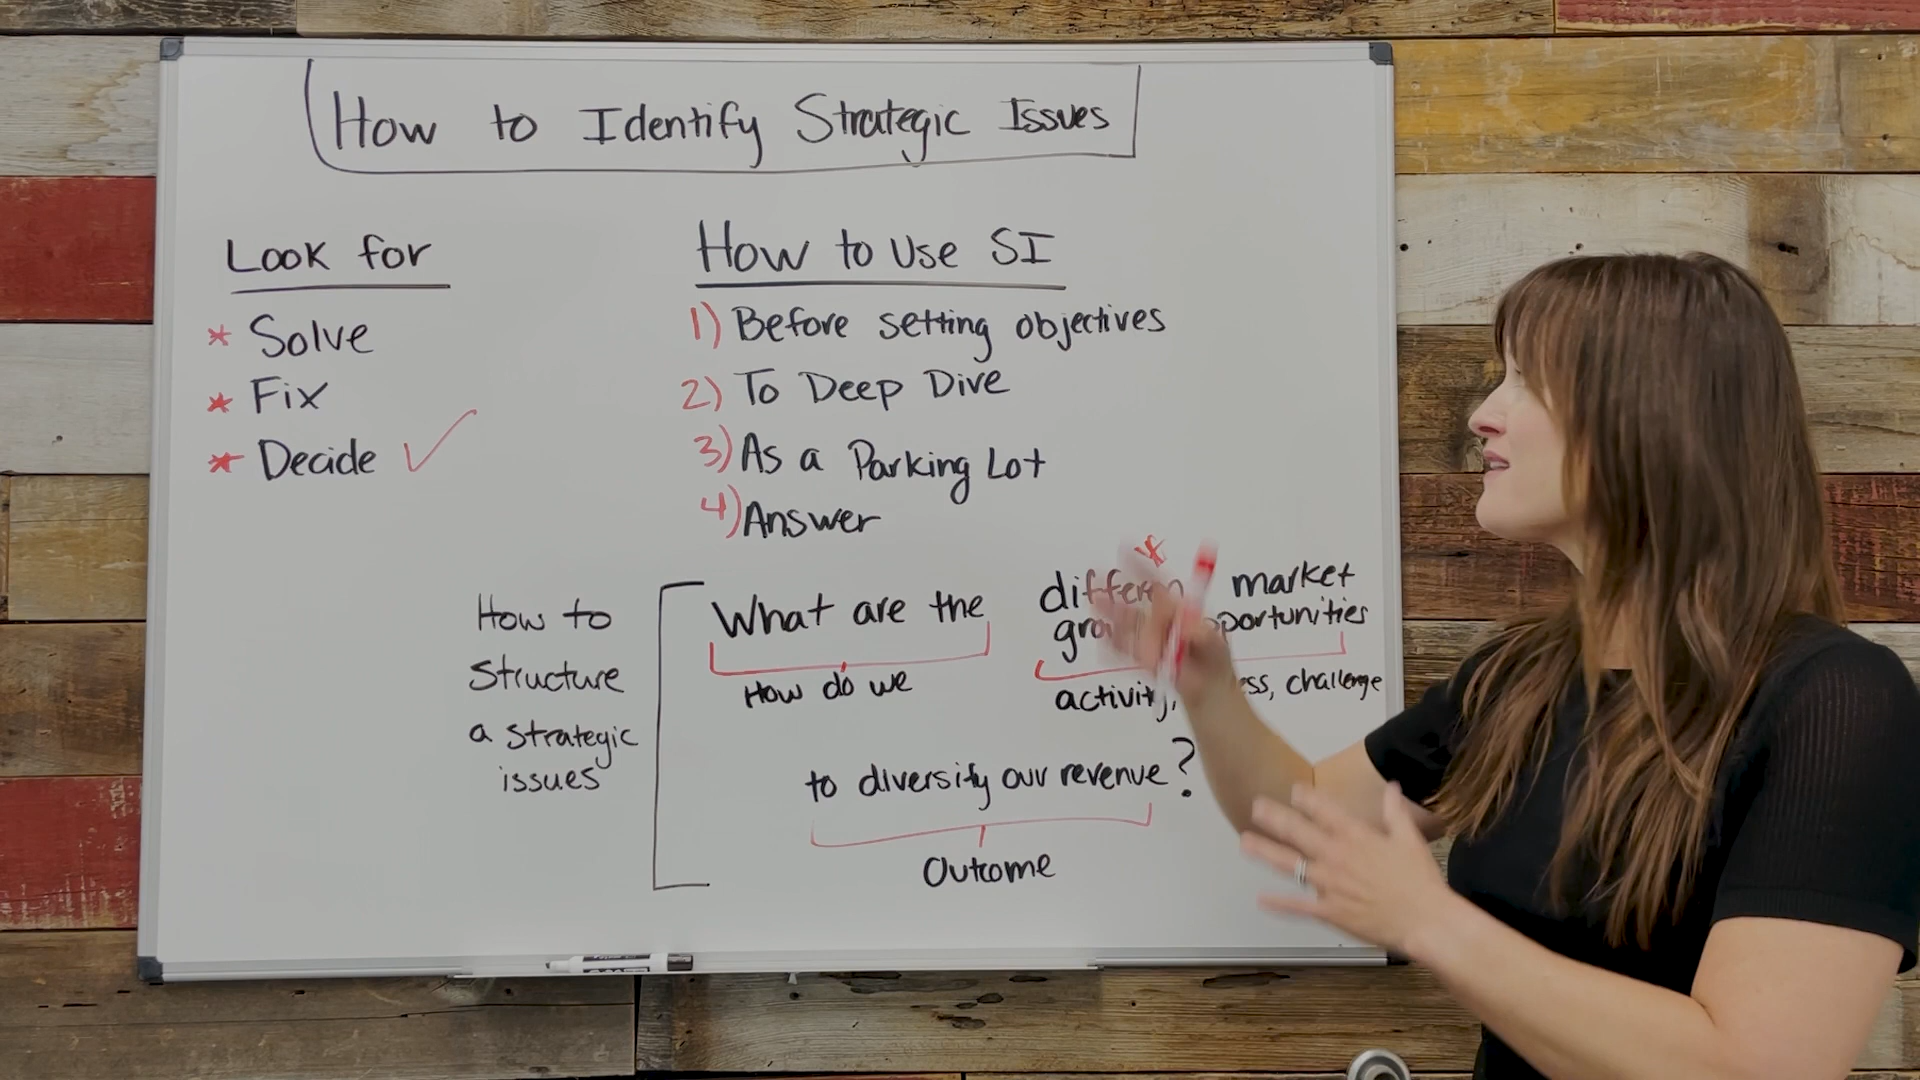 How to Identify Strategic Issues
Look for
* Solve
* Fix
* Decide ✓
How to Use SI
1) Before setting objectives
2) To Deep Dive
3) As a Parking Lot
4) Answer
How to
Structure
a strategic
issues
What are the
How do we
*
market
activity,
challenge
to diversify our revenue?
Outcome